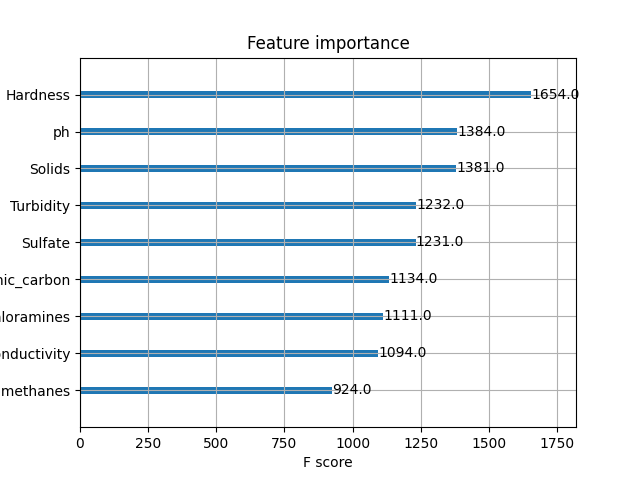 Feature importance
Hardness 1654.0
ph 1384.0
Solids 1381.0
Turbidity 1232.0
Sulfate 1231.0
nic_carbon 1134.0
loramines 1111.0
nductivity 1094.0
methanes 924.0
0 250 500 750 1000 1250 1500 1750
F score